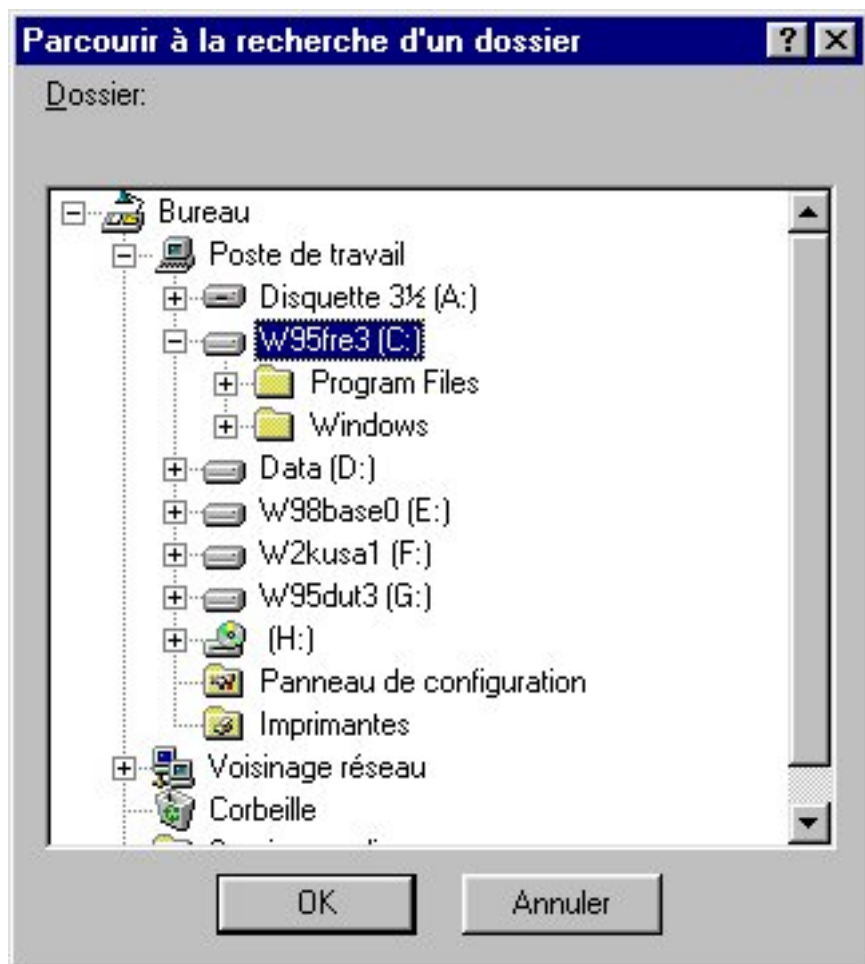 Parcourir à la recherche d'un dossier
Dossier:
Bureau
Poste de travail
Disquette 3½ (A:)
W95fre3 (C:)
Program Files
Windows
Data (D:)
W98base0 (E:)
W2kusa1 (F:)
W95dut3 (G:)
(H:)
Panneau de configuration
Imprimantes
Voisinage réseau
Corbeille
OK
Annuler